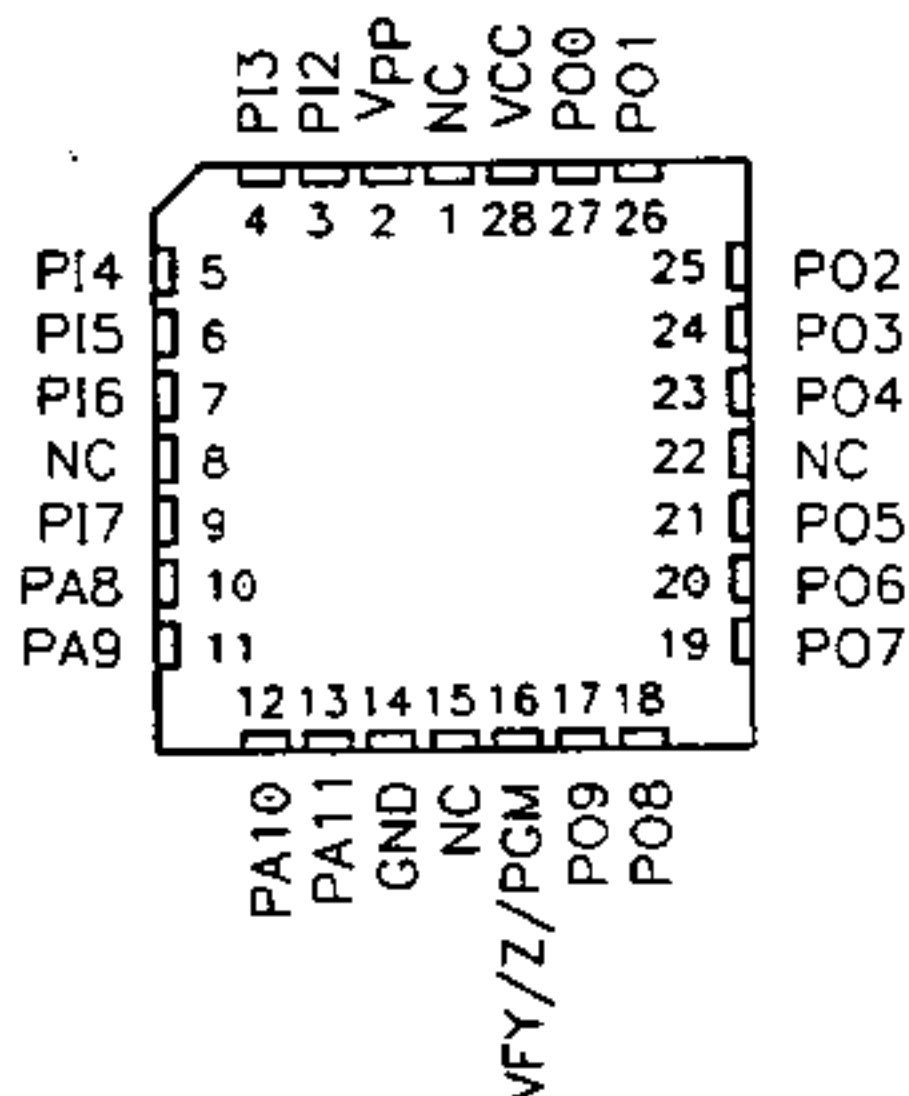 PI3 PI2 VPP NC VCC PO0 PO1
4 3 2 1 28 27 26
PI4 5 25 PO2
PI5 6 24 PO3
PI6 7 23 PO4
NC 8 22 NC
PI7 9 21 PO5
PA8 10 20 PO6
PA9 11 19 PO7
12 13 14 15 16 17 18
PA10 PA11 GND NC VFY/Z/PGM PO9 PO8